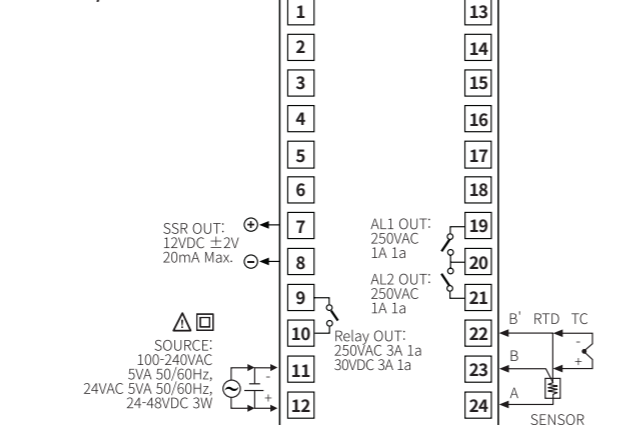 1
13
2
14
3
15
4
16
5
17
6
18
7
19
8
20
9
21
10
22
11
23
12
24
SSR OUT:
12VDC ±2V
20mA Max.
AL1 OUT:
250VAC
1A 1a
AL2 OUT:
250VAC
1A 1a
Relay OUT:
250VAC 3A 1a
30VDC 3A 1a
SOURCE:
100-240VAC
5VA 50/60Hz,
24VAC 5VA 50/60Hz,
24-48VDC 3W
-
+
B' RTD TC
B
A
-
+
SENSOR